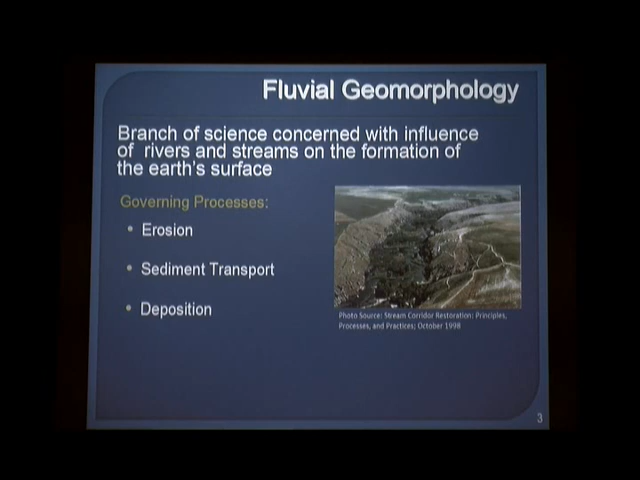 Fluvial Geomorphology
Branch of science concerned with influence
of rivers and streams on the formation of
the earth's surface
Governing Processes:
• Erosion
• Sediment Transport
• Deposition
Photo Source: Stream Corridor Restoration: Principles,
Processes, and Practices; October 1998
3